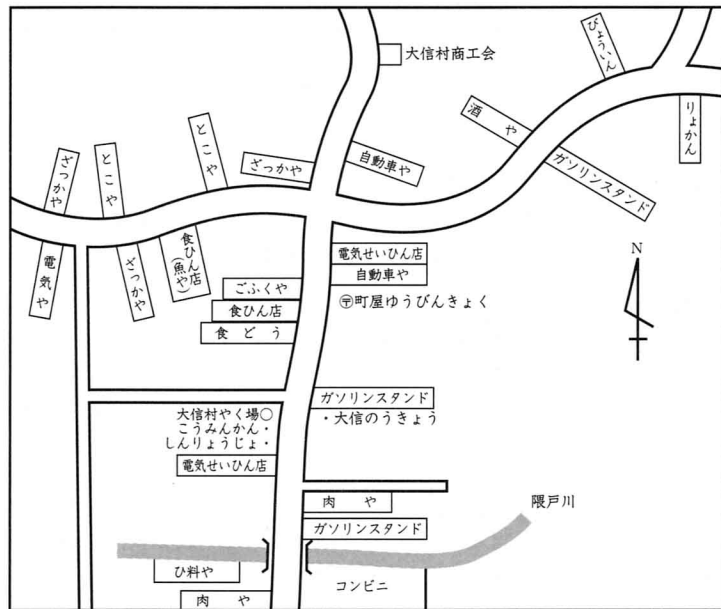 大信村商工会
びょういん
りょかん
酒や
ガソリンスタンド
自動車や
ざっかや
とこや
とこや
ざっかや
電気や
ざっかや
食ひん店
(魚や)
電気せいひん店
自動車や
〶町屋ゆうびんきょく
ごふくや
食ひん店
食どう
N
ガソリンスタンド
・大信のうきょう
大信村やく場○
こうみんかん・
しんりょうじょ・
電気せいひん店
肉や
ガソリンスタンド
隈戸川
ひ料や
コンビニ
肉や